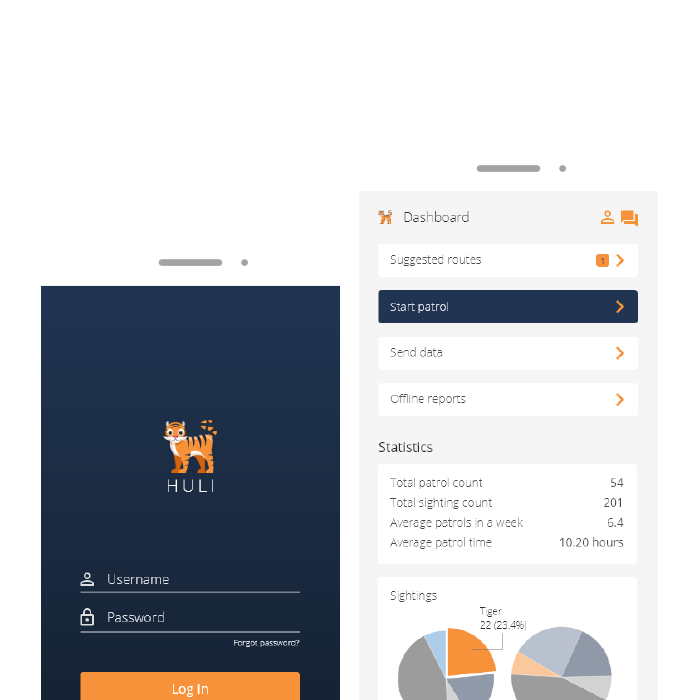 HULI
Username
Password
Forgot password?
Log In
Dashboard
Suggested routes 1
Start patrol
Send data
Offline reports
Statistics
Total patrol count 54
Total sighting count 201
Average patrols in a week 6.4
Average patrol time 10.20 hours
Sightings
Tiger
22 (23.4%)